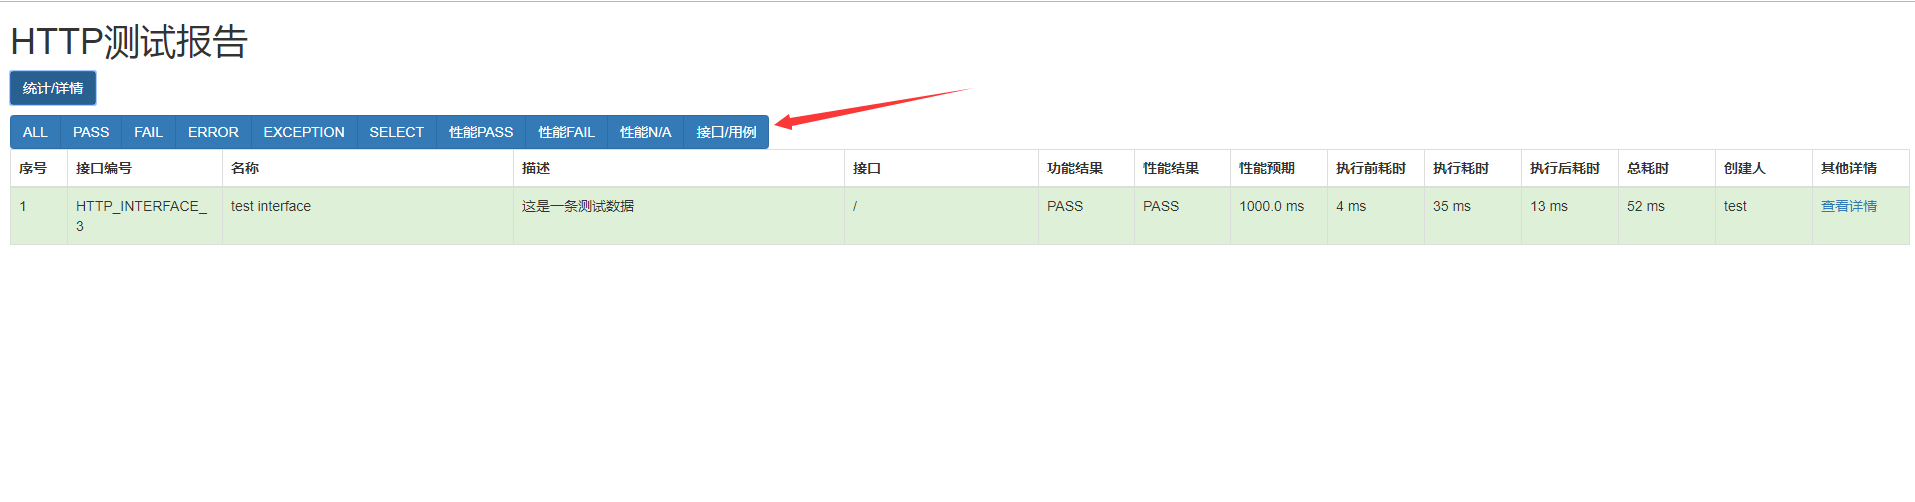 HTTP测试报告
统计/详情
ALL PASS FAIL ERROR EXCEPTION SELECT 性能PASS 性能FAIL 性能N/A 接口/用例
序号 接口编号 名称 描述 接口 功能结果 性能结果 性能预期 执行前耗时 执行耗时 执行后耗时 总耗时 创建人 其他详情
1 HTTP_INTERFACE_ test interface 这是一条测试数据 / PASS PASS 1000.0 ms 4 ms 35 ms 13 ms 52 ms test 查看详情
3